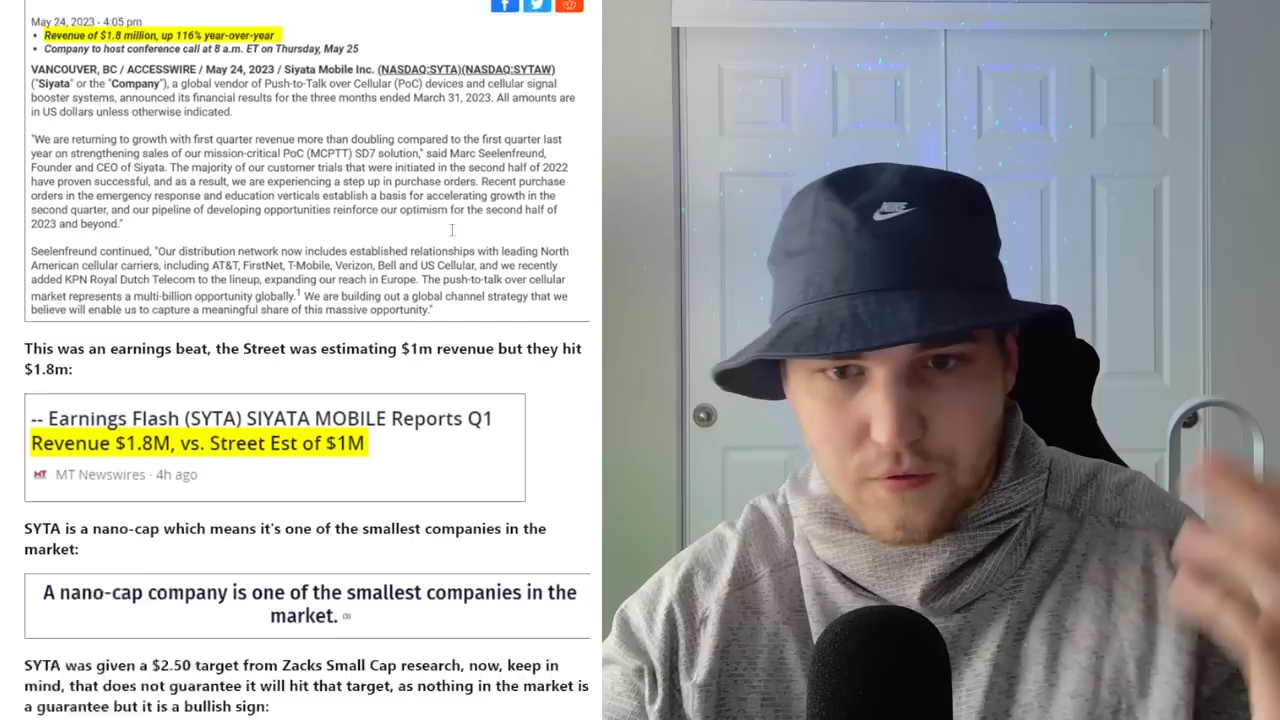 May 24, 2023 - 4:05 pm
• Revenue of $1.8 million, up 116% year-over-year
• Company to host conference call at 8 a.m. ET on Thursday, May 25
VANCOUVER, BC / ACCESSWIRE / May 24, 2023 / Siyata Mobile Inc. (NASDAQ:SYTA)(NASDAQ:SYTAW)
("Siyata" or the "Company"), a global vendor of Push-to-Talk over Cellular (PoC) devices and cellular signal
booster systems, announced its financial results for the three months ended March 31, 2023. All amounts are
in US dollars unless otherwise indicated.
"We are returning to growth with first quarter revenue more than doubling compared to the first quarter last
year on strengthening sales of our mission-critical PoC (MCPTT) SD7 solution," said Marc Seelenfreund,
Founder and CEO of Siyata. The majority of our customer trials that were initiated in the second half of 2022
have proven successful, and as a result, we are experiencing a step up in purchase orders. Recent purchase
orders in the emergency response and education verticals establish a basis for accelerating growth in the
second quarter, and our pipeline of developing opportunities reinforce our optimism for the second half of
2023 and beyond."
Seelenfreund continued, "Our distribution network now includes established relationships with leading North
American cellular carriers, including AT&T, FirstNet, T-Mobile, Verizon, Bell and US Cellular, and we recently
added KPN Royal Dutch Telecom to the lineup, expanding our reach in Europe. The push-to-talk over cellular
market represents a multi-billion opportunity globally.1 We are building out a global channel strategy that we
believe will enable us to capture a meaningful share of this massive opportunity."
This was an earnings beat, the Street was estimating $1m revenue but they hit
$1.8m:
-- Earnings Flash (SYTA) SIYATA MOBILE Reports Q1
Revenue $1.8M, vs. Street Est of $1M
MT MT Newswires · 4h ago
SYTA is a nano-cap which means it's one of the smallest companies in the
market:
A nano-cap company is one of the smallest companies in the
market. (3)
SYTA was given a $2.50 target from Zacks Small Cap research, now, keep in
mind, that does not guarantee it will hit that target, as nothing in the market is
a guarantee but it is a bullish sign:
NIKE